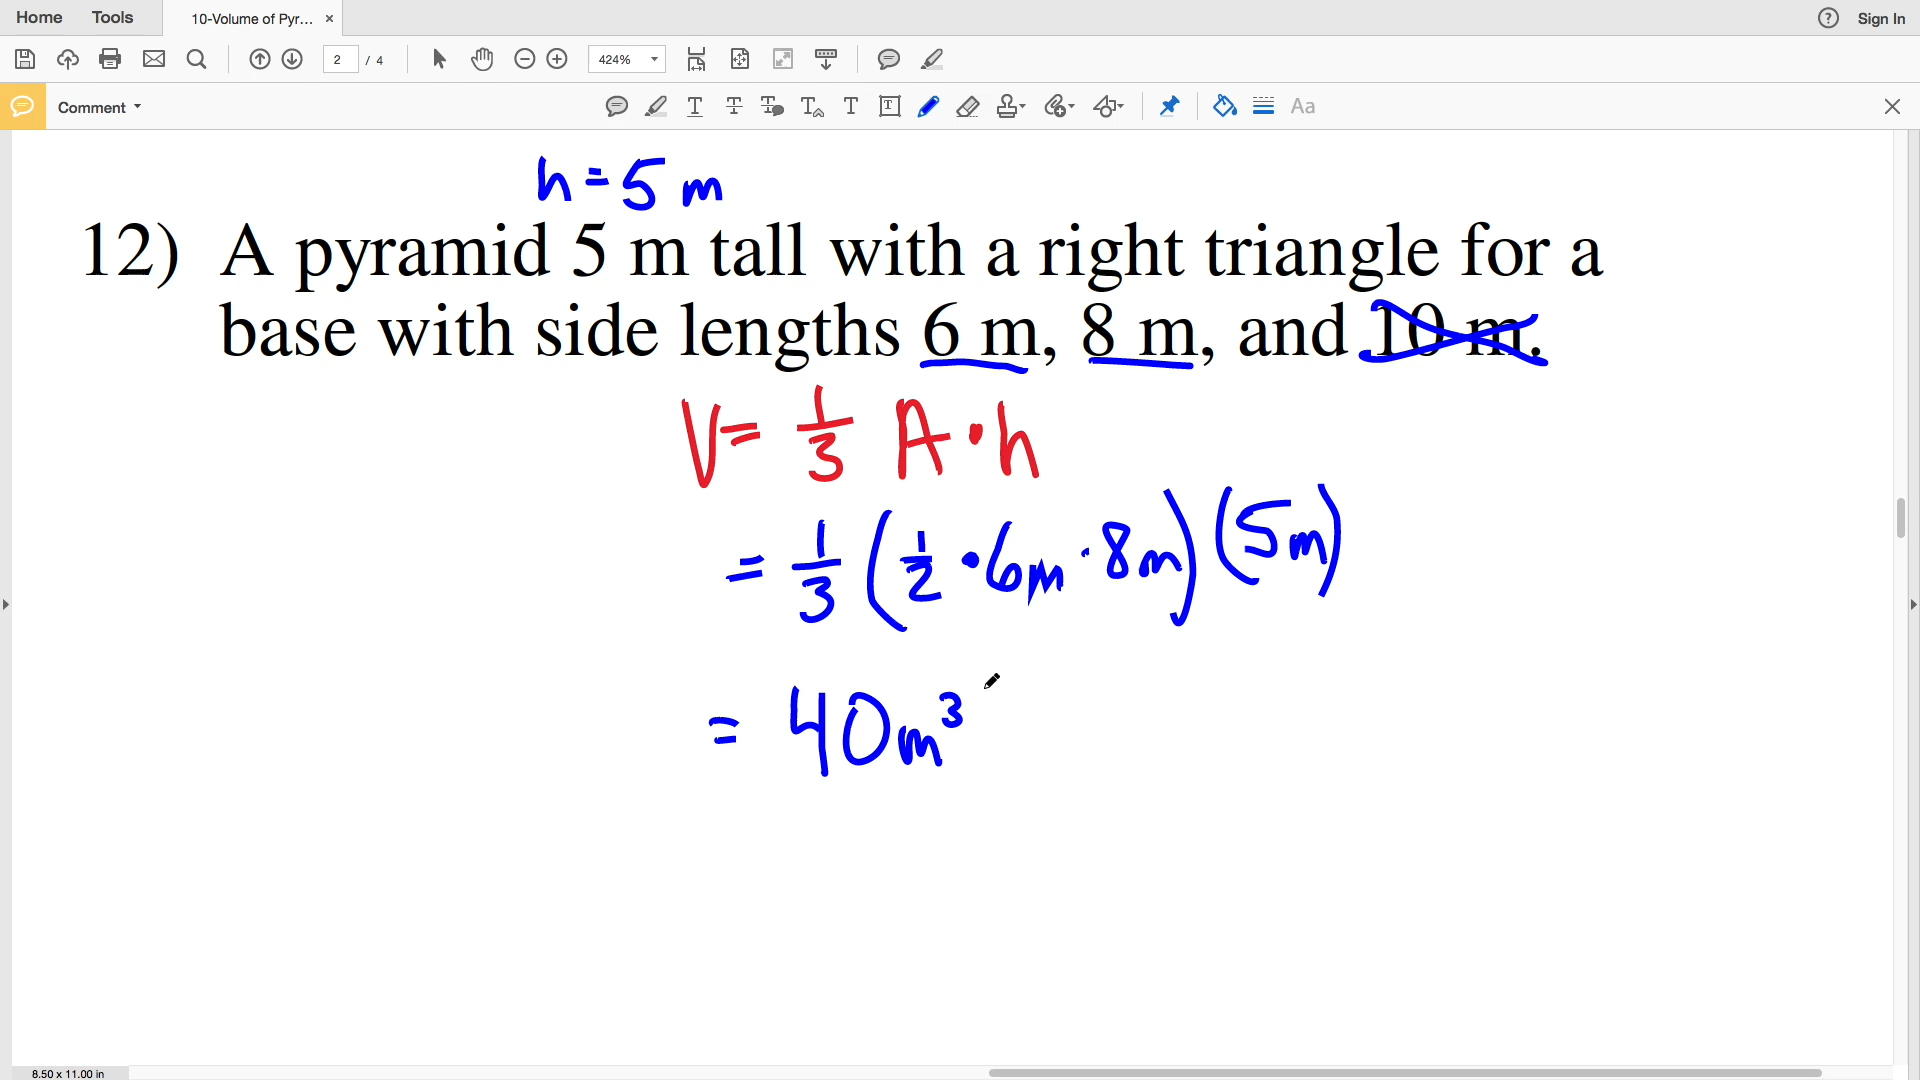 Home Tools 10-Volume of Pyr... × ? Sign In
2 / 4 424%
Comment T T T T T T Aa
h = 5 m
12) A pyramid 5 m tall with a right triangle for a
base with side lengths 6 m, 8 m, and 10 m.
V = 1/3 A · h
= 1/3 (1/2 · 6m · 8m) (5m)
= 40m³
8.50 x 11.00 in